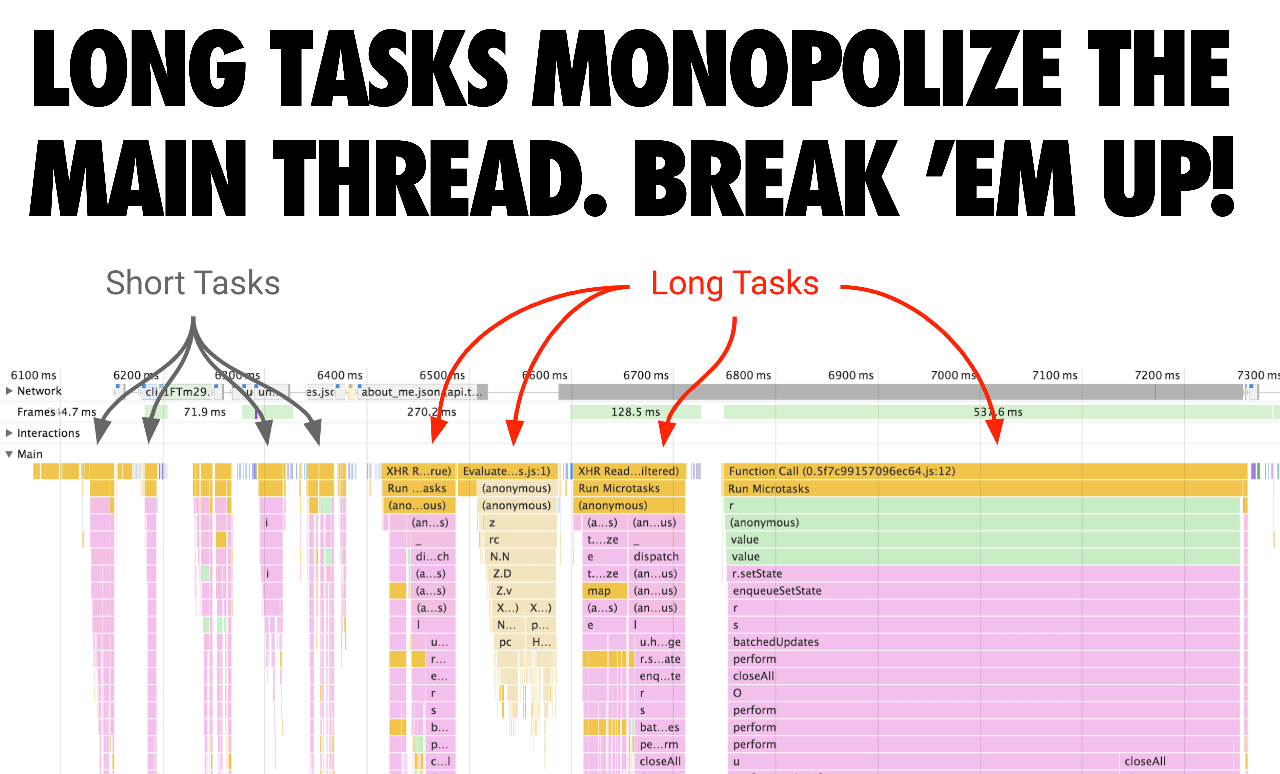 LONG TASKS MONOPOLIZE THE
MAIN THREAD. BREAK ’EM UP!
Short Tasks
Long Tasks
6100 ms 6200 ms 6300 ms 6400 ms 6500 ms 6600 ms 6700 ms 6800 ms 6900 ms 7000 ms 7100 ms 7200 ms 7300 ms
Network cli 1FTm29. about_me.json api.t…
Frames 44.7 ms 71.9 ms 270.2 ms 128.5 ms 537.6 ms
Interactions
Main
XHR R…rue) Evaluate…s.js:1) XHR Read…iltered) Function Call (0.5f7c99157096ec64.js:12)
Run …asks (anonymous) Run Microtasks Run Microtasks
(ano…ous) (anonymous) (anonymous) r
i (an…s) z (a…s) (an…us) (anonymous)
_ rc t….ze _ value
di…ch N.N e dispatch value
i (a…s) Z.D t….ze (an…us) r.setState
(a…s) Z.v map (an…us) enqueueSetState
(a…s) X…) X…) (a…s) (an…us) r
l N… p… e l s
u… pc H… u.h…ge batchedUpdates
r… r.s…ate perform
e… enq…te closeAll
r r O
s s perform
b… bat…es perform
p… pe…rm perform
c…l closeAll u closeAll